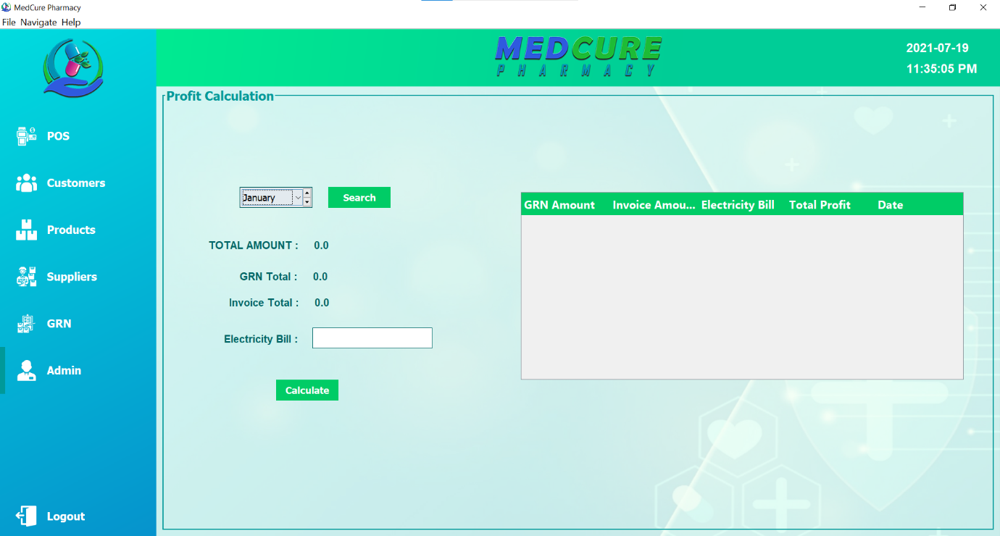 MedCure Pharmacy
File Navigate Help
MEDCURE
PHARMACY
2021-07-19
11:35:05 PM
POS
Customers
Products
Suppliers
GRN
Admin
Logout
Profit Calculation
January
Search
TOTAL AMOUNT : 0.0
GRN Total : 0.0
Invoice Total : 0.0
Electricity Bill :
Calculate
GRN Amount Invoice Amou... Electricity Bill Total Profit Date